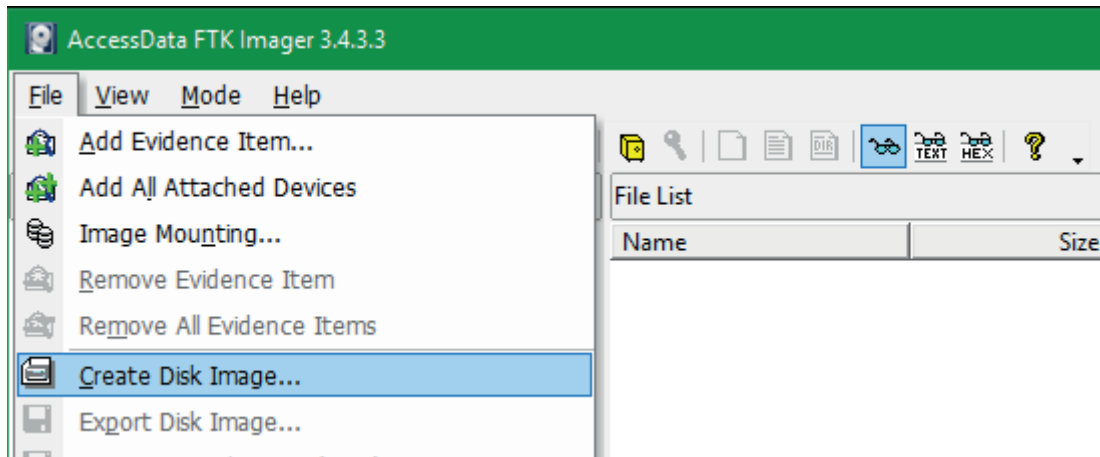 AccessData FTK Imager 3.4.3.3
File View Mode Help
Add Evidence Item...
Add All Attached Devices
Image Mounting...
Remove Evidence Item
Remove All Evidence Items
Create Disk Image...
Export Disk Image...
DIR TEXT HEX ?
File List
Name Size